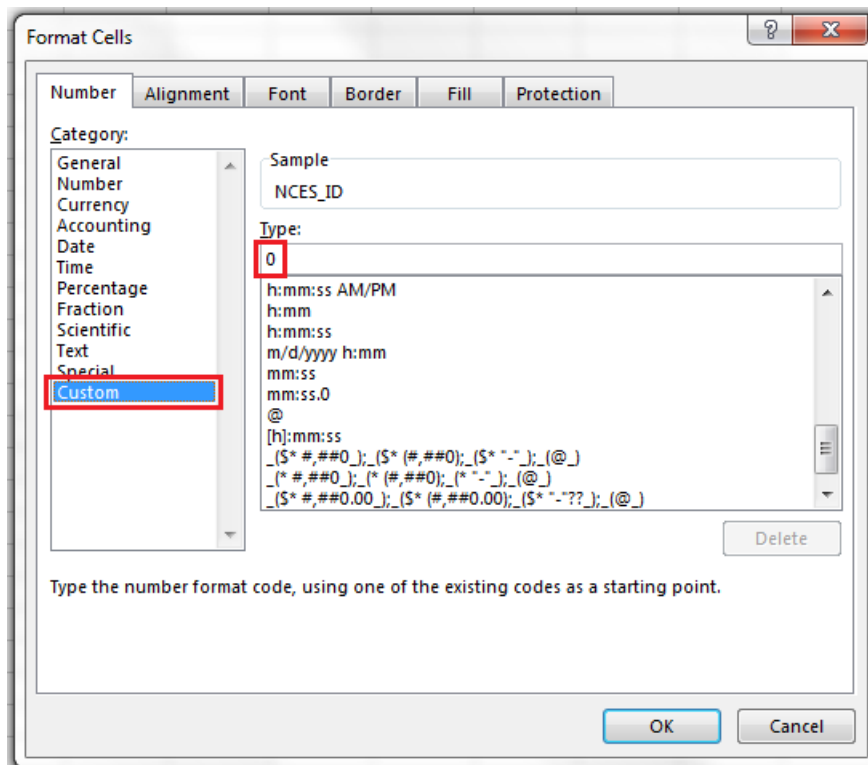 Format Cells
Number Alignment Font Border Fill Protection
Category:
General
Number
Currency
Accounting
Date
Time
Percentage
Fraction
Scientific
Text
Special
Custom
Sample
NCES_ID
Type:
0
h:mm:ss AM/PM
h:mm
h:mm:ss
m/d/yyyy h:mm
mm:ss
mm:ss.0
@
[h]:mm:ss
_($* #,##0_);_($* (#,##0);_($* "-"_);_(@_)
_(* #,##0_);_(* (#,##0);_(* "-"_);_(@_)
_($* #,##0.00_);_($* (#,##0.00);_($* "-"??_);_(@_)
Delete
Type the number format code, using one of the existing codes as a starting point.
OK Cancel